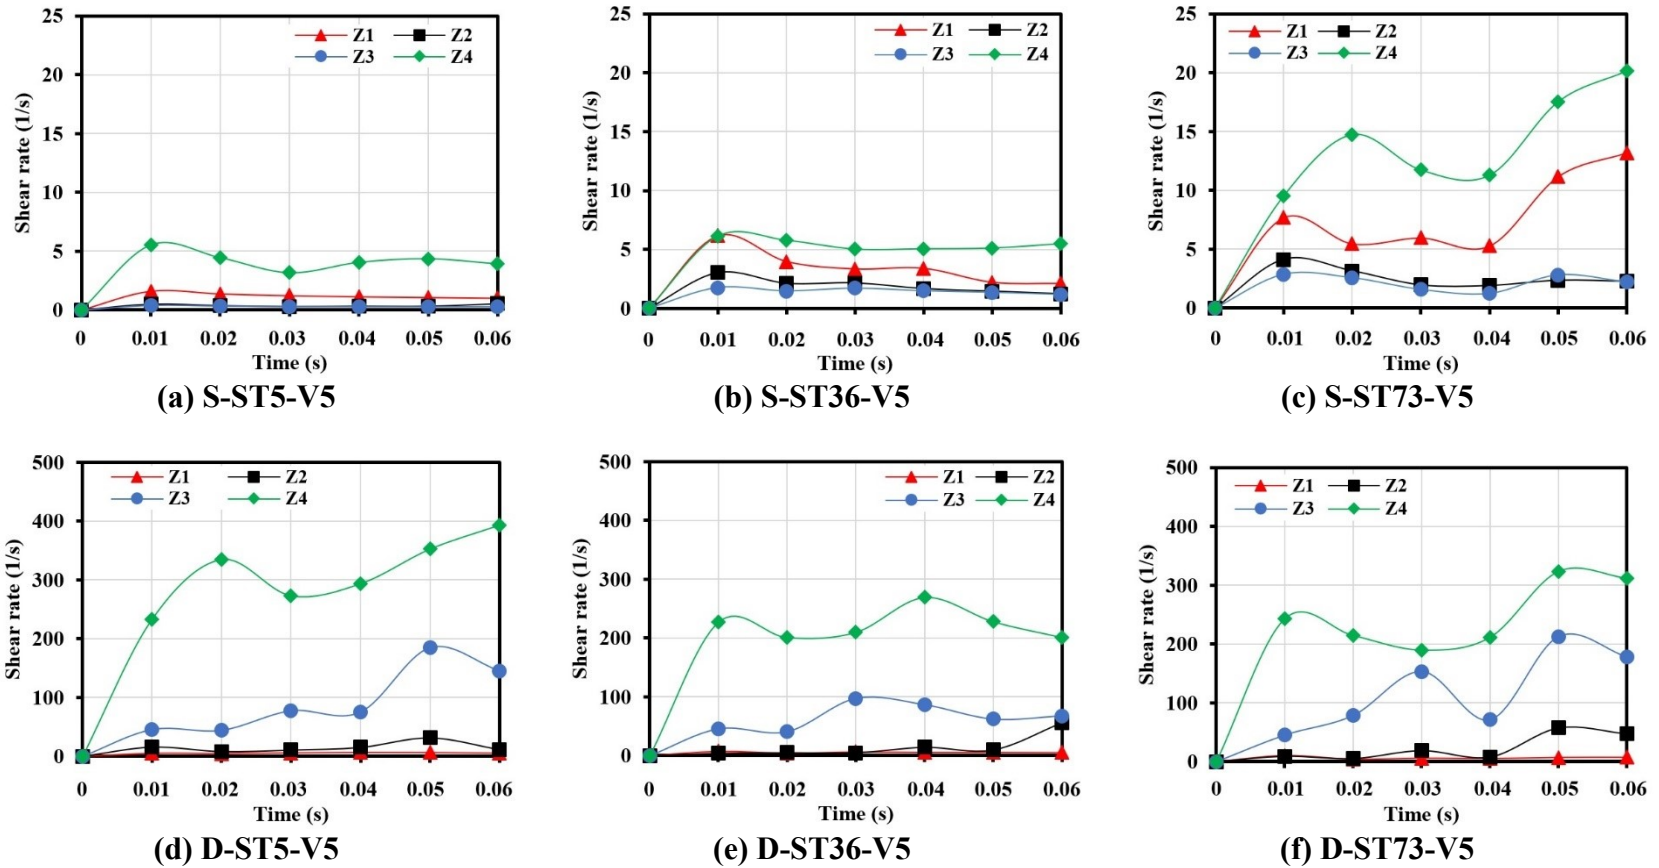 25
20
15
10
5
0
Shear rate (1/s)
Z1 Z2
Z3 Z4
0 0.01 0.02 0.03 0.04 0.05 0.06
Time (s)
(a) S-ST5-V5
25
20
15
10
5
0
Shear rate (1/s)
Z1 Z2
Z3 Z4
0 0.01 0.02 0.03 0.04 0.05 0.06
Time (s)
(b) S-ST36-V5
25
20
15
10
5
0
Shear rate (1/s)
Z1 Z2
Z3 Z4
0 0.01 0.02 0.03 0.04 0.05 0.06
Time (s)
(c) S-ST73-V5
500
400
300
200
100
0
Shear rate (1/s)
Z1 Z2
Z3 Z4
0 0.01 0.02 0.03 0.04 0.05 0.06
Time (s)
(d) D-ST5-V5
500
400
300
200
100
0
Shear rate (1/s)
Z1 Z2
Z3 Z4
0 0.01 0.02 0.03 0.04 0.05 0.06
Time (s)
(e) D-ST36-V5
500
400
300
200
100
0
Shear rate (1/s)
Z1 Z2
Z3 Z4
0 0.01 0.02 0.03 0.04 0.05 0.06
Time (s)
(f) D-ST73-V5